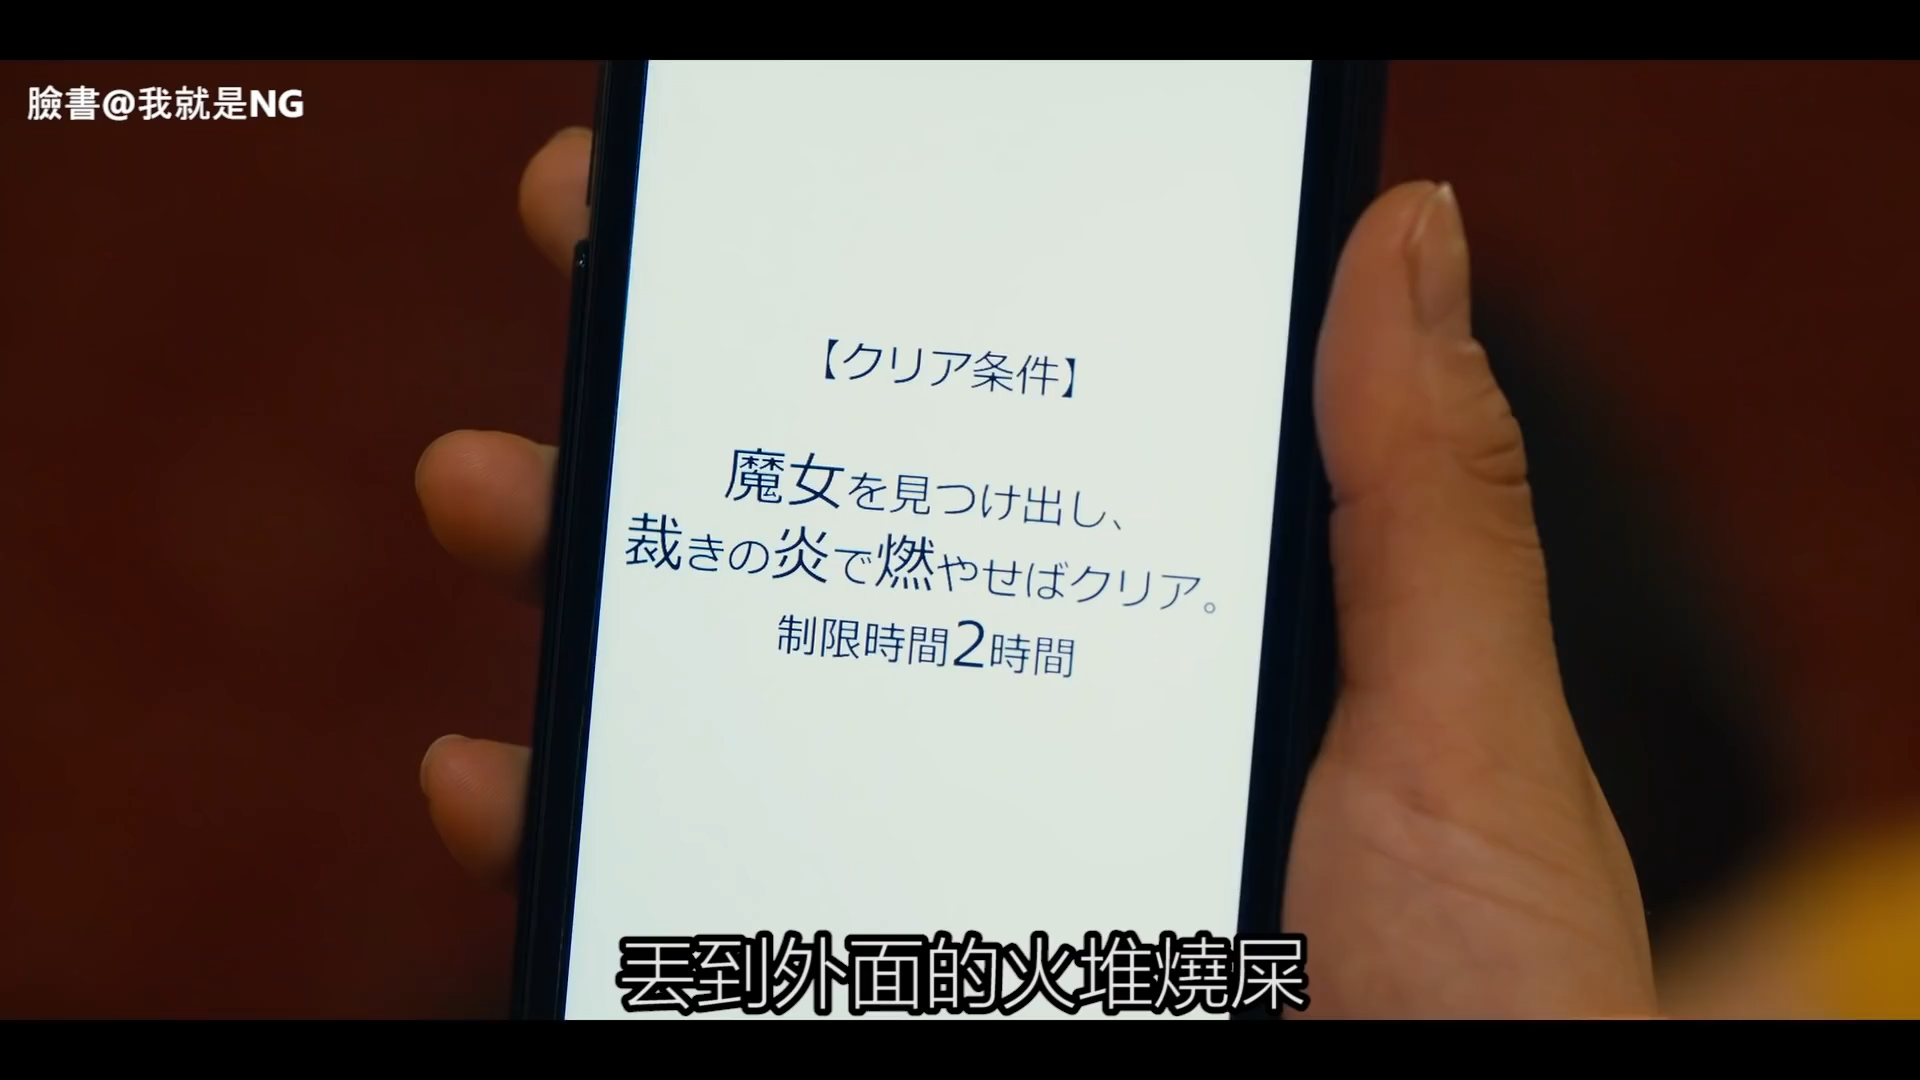 臉書@我就是NG
【クリア条件】
魔女を見つけ出し、
裁きの炎で燃やせばクリア。
制限時間2時間
丟到外面的火堆燒屎